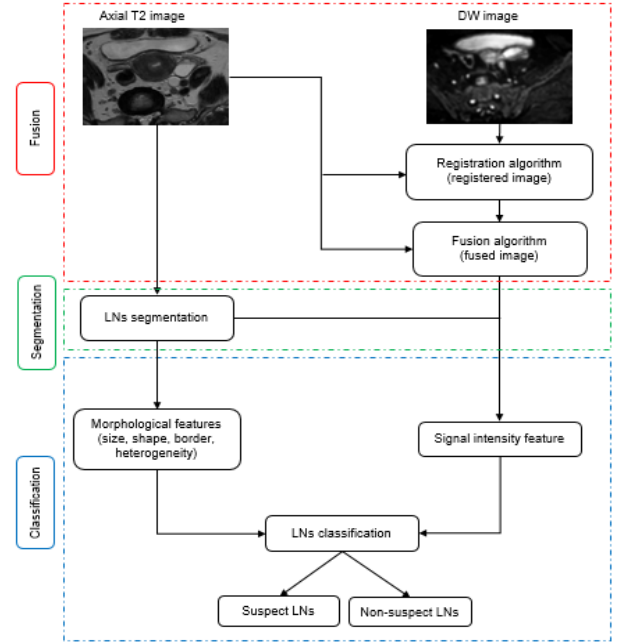 Axial T2 image
DW image
Fusion
Registration algorithm
(registered image)
Fusion algorithm
(fused image)
Segmentation
LNs segmentation
Classification
Morphological features
(size, shape, border,
heterogeneity)
Signal intensity feature
LNs classification
Suspect LNs
Non-suspect LNs